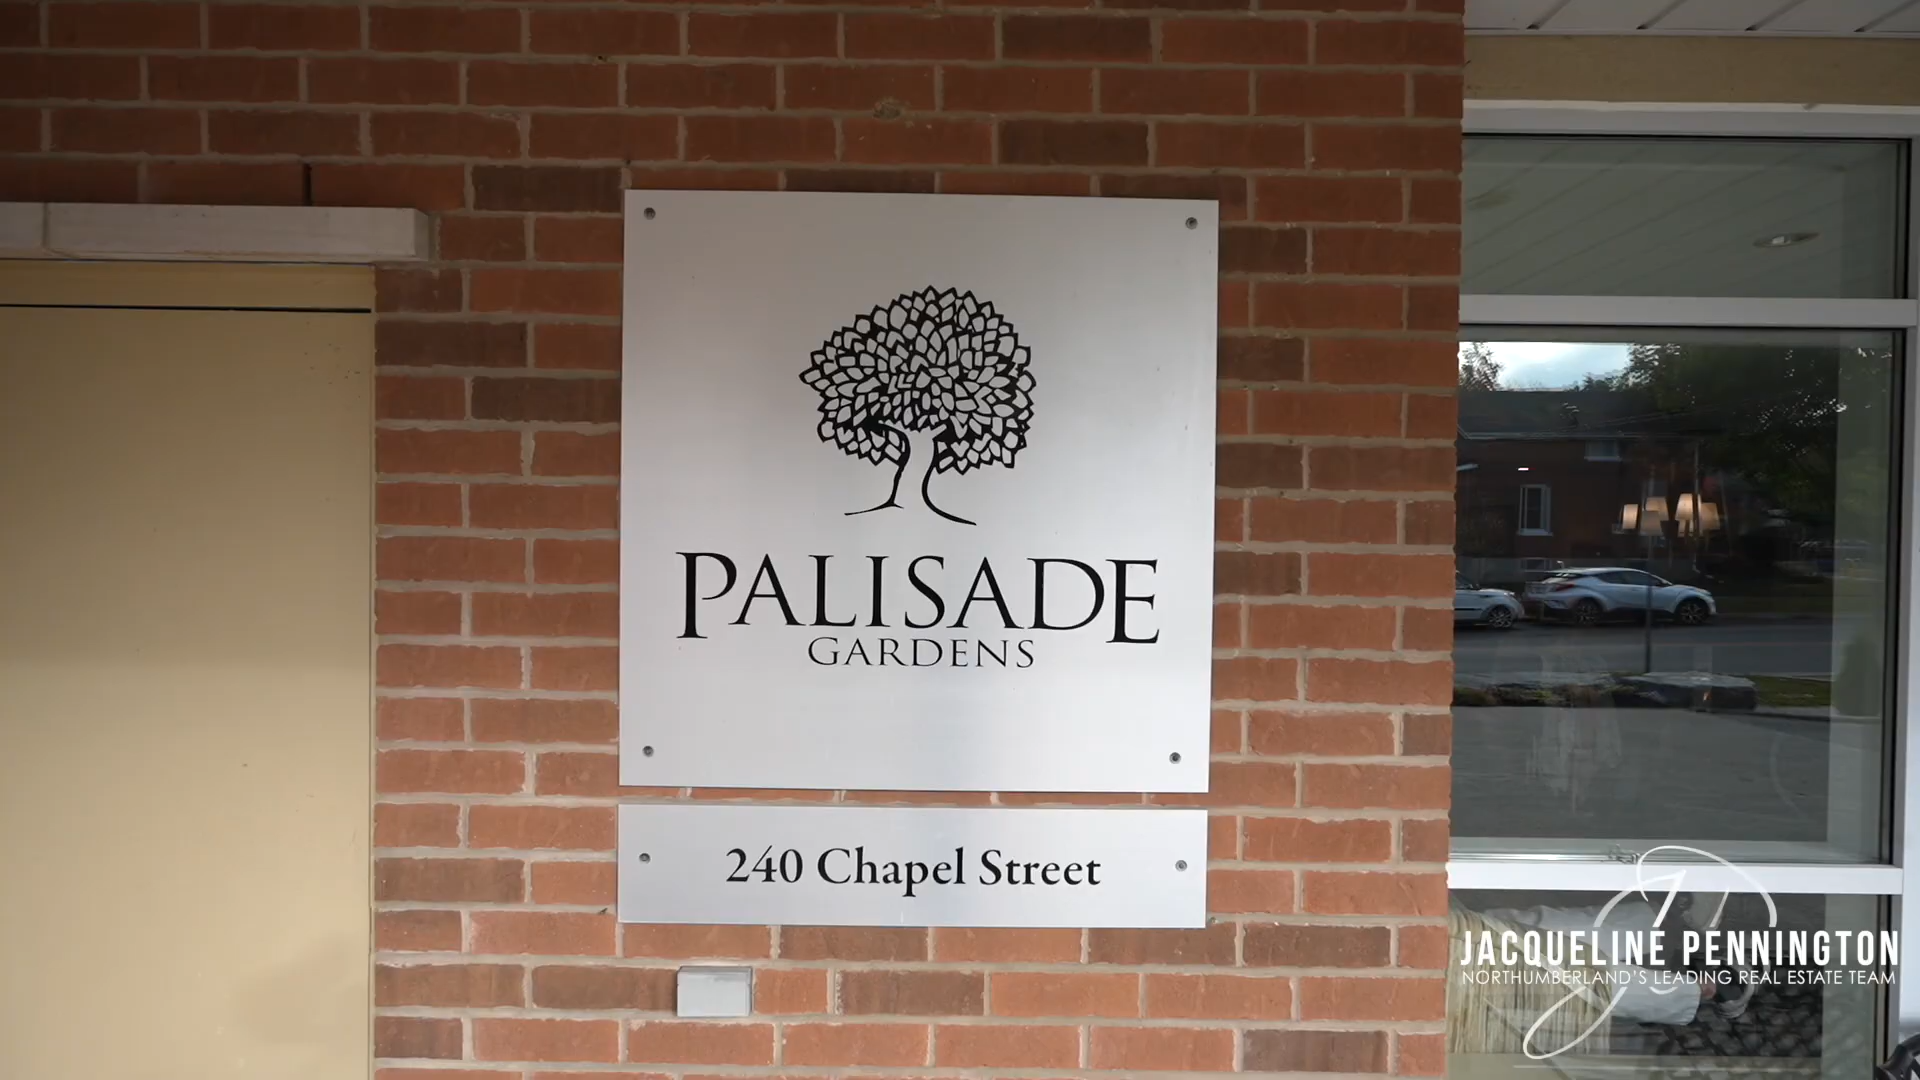 PALISADE
GARDENS
240 Chapel Street
JACQUELINE PENNINGTON
NORTHUMBERLAND'S LEADING REAL ESTATE TEAM